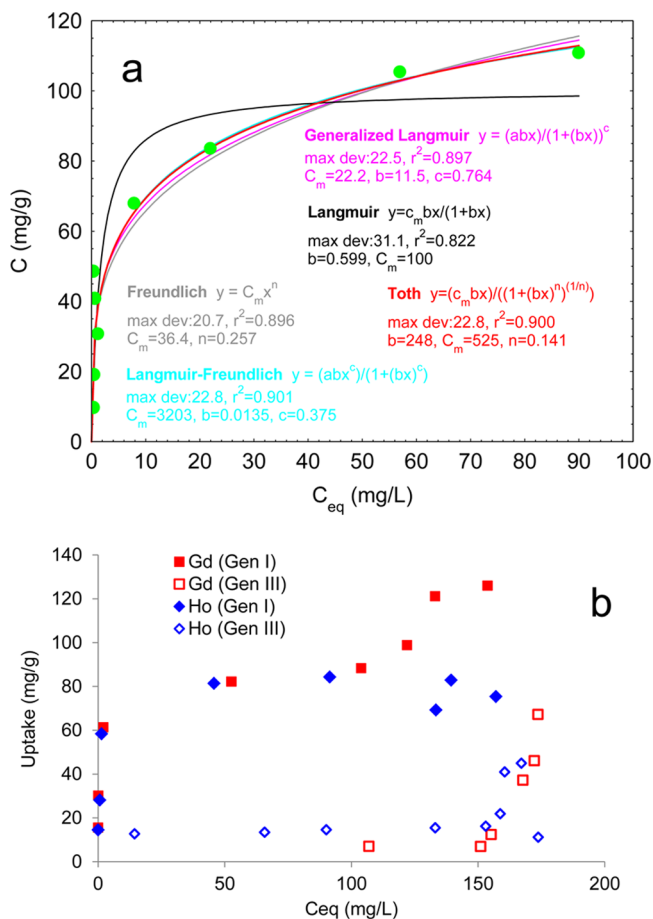 120
100
80
60
40
20
0
C (mg/g)
a
Generalized Langmuir y = (abx)/(1+(bx))^c
max dev:22.5, r^2=0.897
C_m=22.2, b=11.5, c=0.764
Langmuir y=c_mbx/(1+bx)
max dev:31.1, r^2=0.822
b=0.599, C_m=100
Freundlich y = C_mx^n
max dev:20.7, r^2=0.896
C_m=36.4, n=0.257
Toth y=(c_mbx)/((1+(bx)^n)^(1/n))
max dev:22.8, r^2=0.900
b=248, C_m=525, n=0.141
Langmuir-Freundlich y = (abx^c)/(1+(bx)^c)
max dev:22.8, r^2=0.901
C_m=3203, b=0.0135, c=0.375
0 10 20 30 40 50 60 70 80 90 100
C_eq (mg/L)
140
120
100
80
60
40
20
0
Uptake (mg/g)
Gd (Gen I)
Gd (Gen III)
Ho (Gen I)
Ho (Gen III)
b
0 50 100 150 200
Ceq (mg/L)